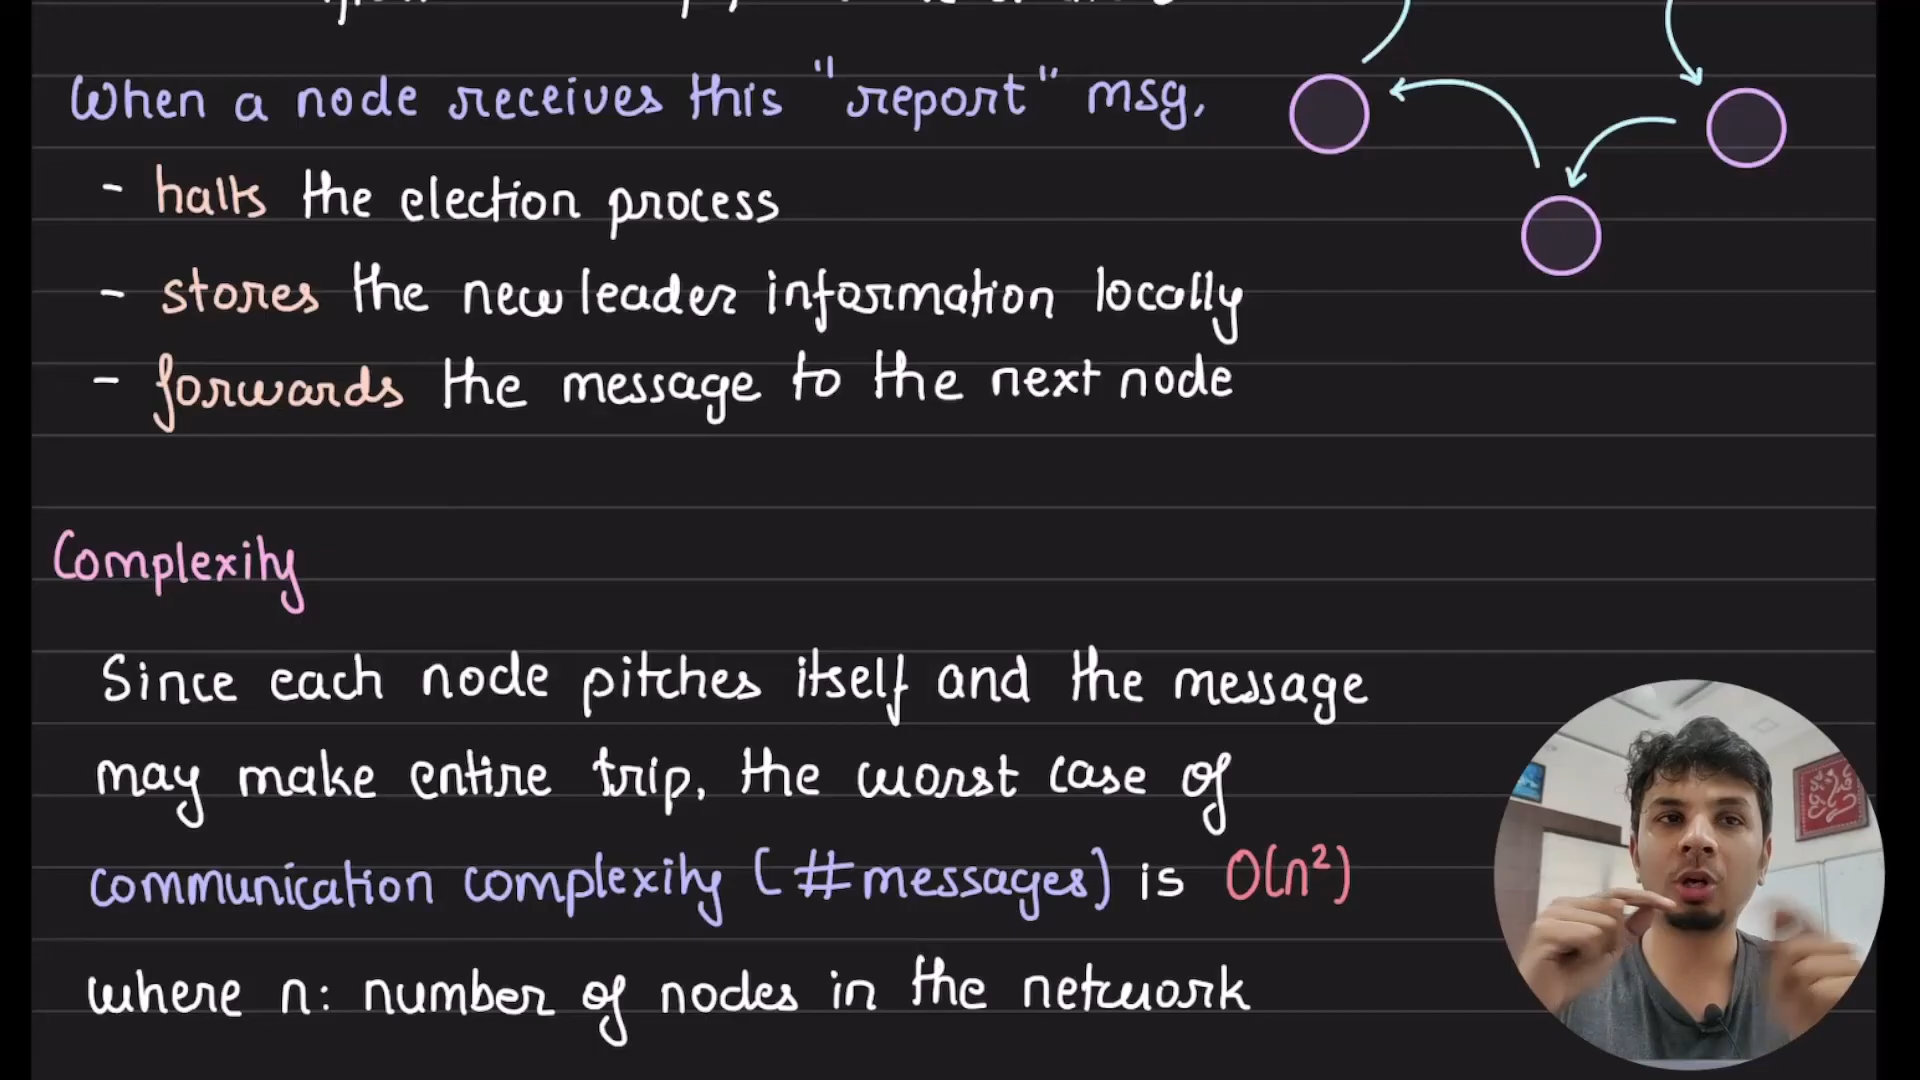 When a node receives this "report" msg,
- halts the election process
- stores the new leader information locally
- forwards the message to the next node
Complexity
Since each node pitches itself and the message
may make entire trip, the worst case of
communication complexity (#messages) is O(n²)
where n: number of nodes in the network